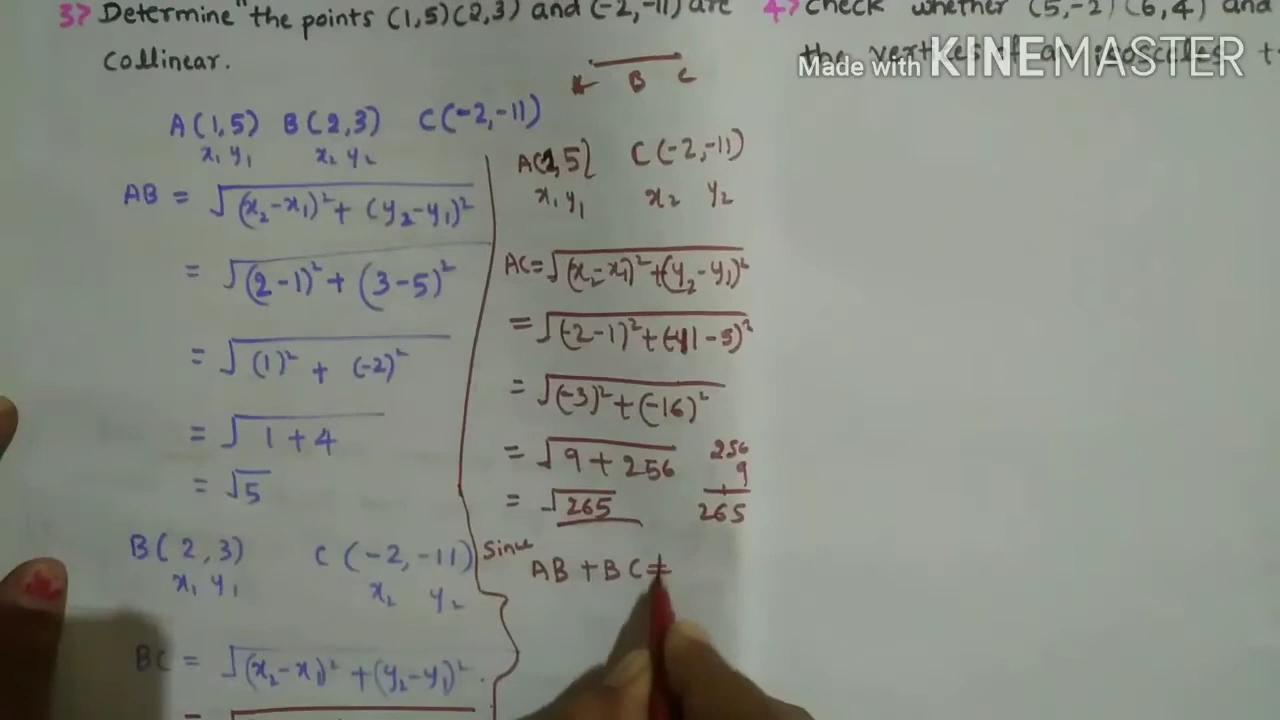 3> Determine the points (1,5)(2,3) and (-2,-11) are
collinear.
B C
A(1,5) B(2,3) C(-2,-11)
x₁ y₁ x₂ y₂
AB = √(x₂-x₁)²+ (y₂-y₁)²
= √(2-1)²+ (3-5)²
= √(1)² + (-2)²
= √1+4
= √5
B(2,3) C(-2,-11)
x₁ y₁ x₂ y₂
BC = √(x₂-x₁)² +(y₂-y₁)².
=
C(-2,-11)
x₁ y₁ x₂ y₂
AC=√(x₂-x₁)²+(y₂-y₁)²
= √(-2-1)²+(-11-5)²
= √(-3)²+(-16)²
= √9+256
= √265
256
9
265
Since
AB+BC≠
4> Check whether (5,-2)(6,4) and
the vertices of an isosceles t
Made with KINEMASTER